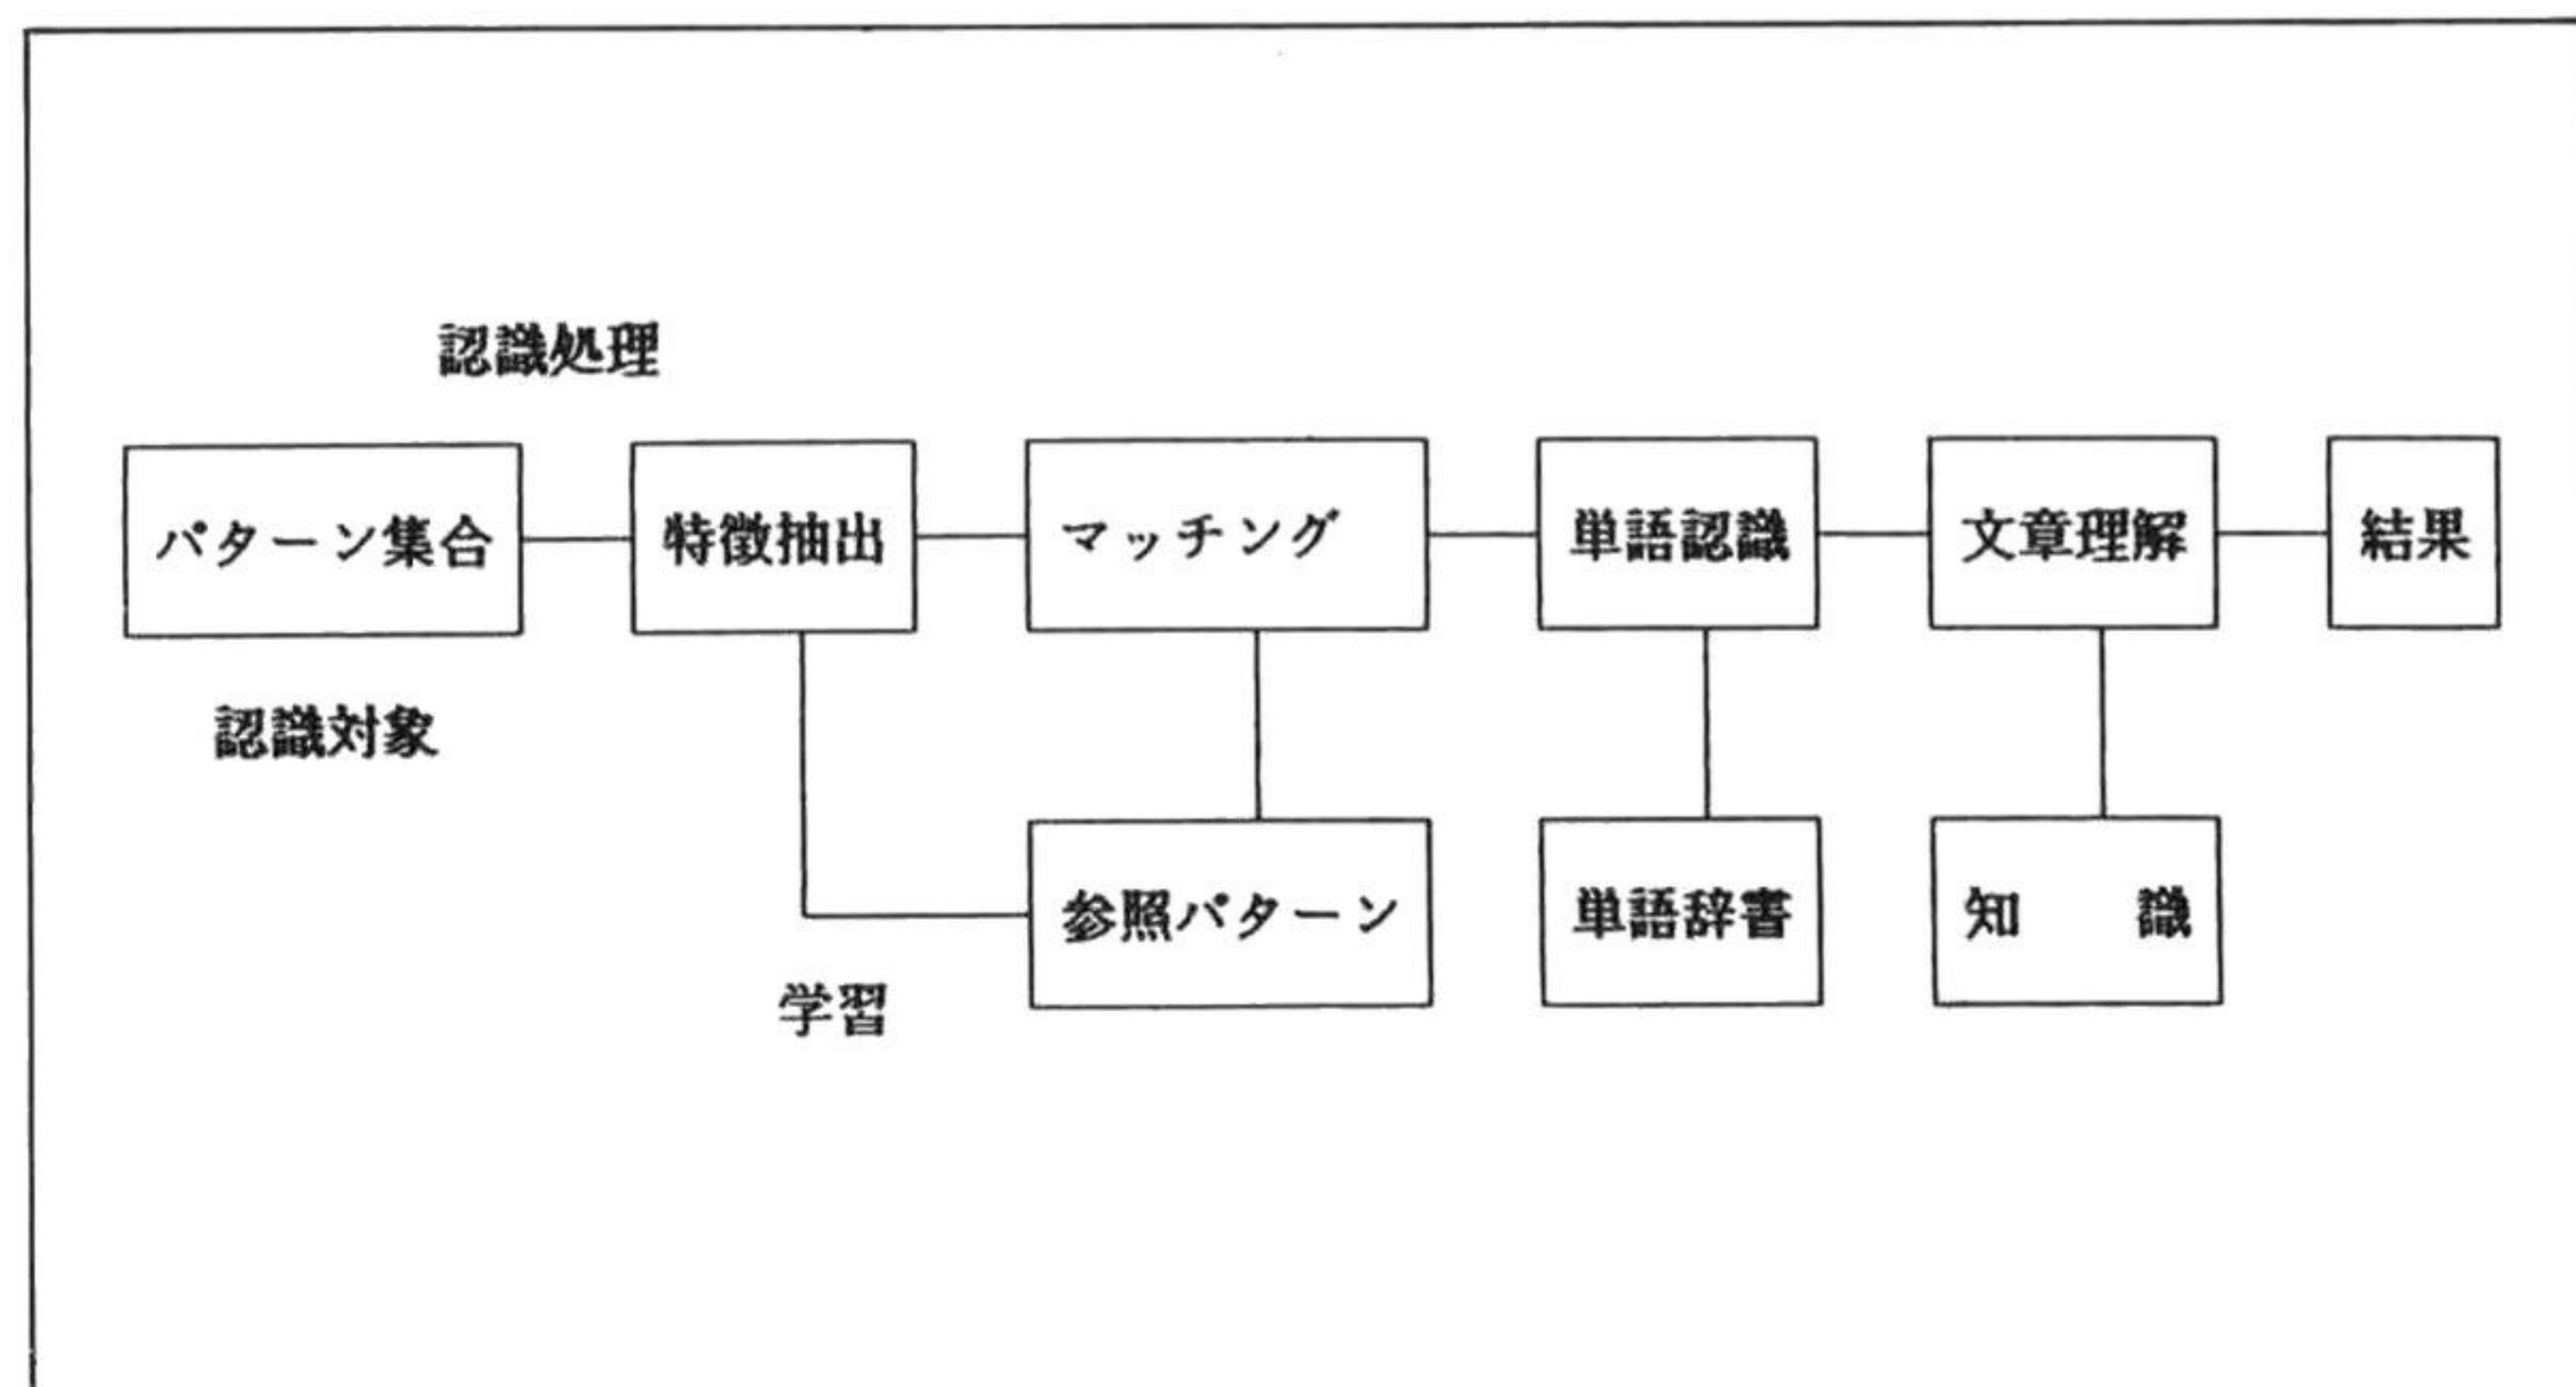 認識処理
パターン集合
特徴抽出
マッチング
単語認識
文章理解
結果
認識対象
参照パターン
単語辞書
知 識
学習